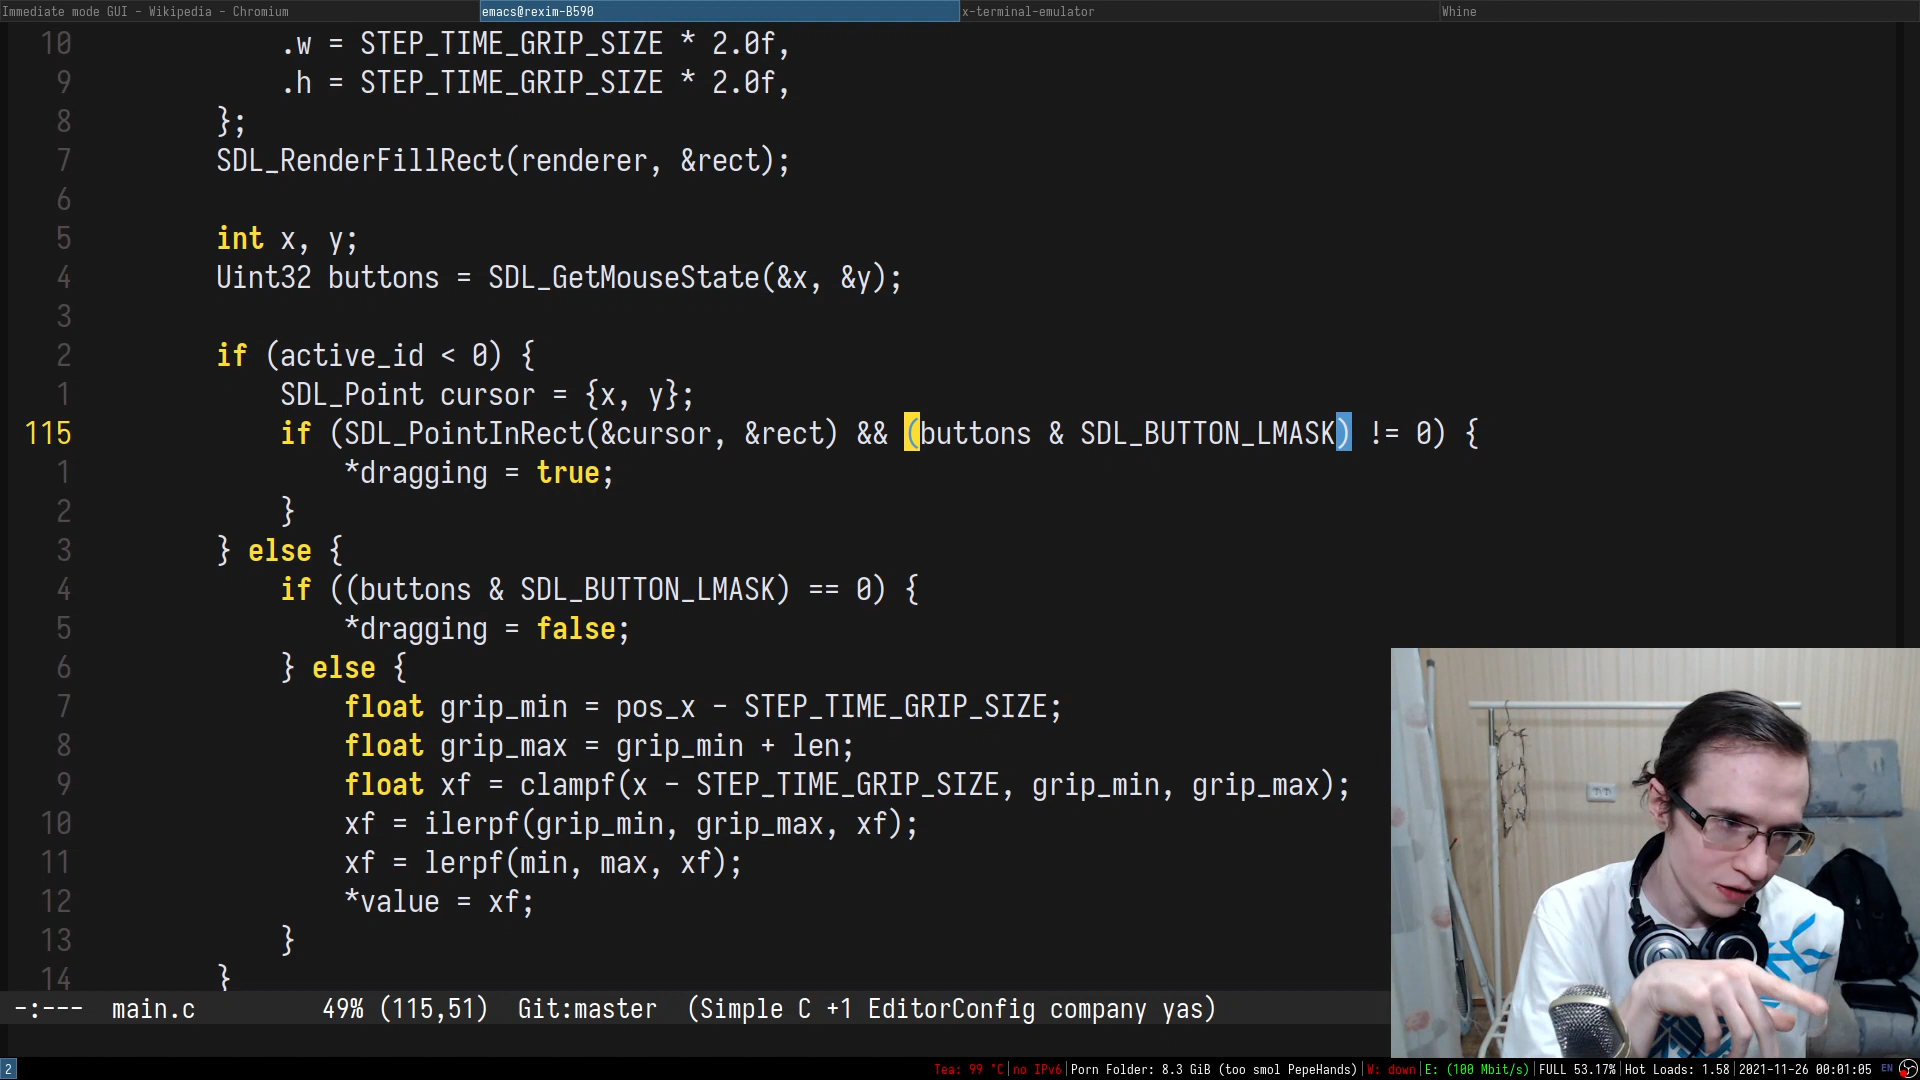 Immediate mode GUI - Wikipedia - Chromium emacs@rexim-B590 x-terminal-emulator Whine
10 .w = STEP_TIME_GRIP_SIZE * 2.0f,
9 .h = STEP_TIME_GRIP_SIZE * 2.0f,
8 };
7 SDL_RenderFillRect(renderer, &rect);
6
5 int x, y;
4 Uint32 buttons = SDL_GetMouseState(&x, &y);
3
2 if (active_id < 0) {
1 SDL_Point cursor = {x, y};
115 if (SDL_PointInRect(&cursor, &rect) && (buttons & SDL_BUTTON_LMASK) != 0) {
1 *dragging = true;
2 }
3 } else {
4 if ((buttons & SDL_BUTTON_LMASK) == 0) {
5 *dragging = false;
6 } else {
7 float grip_min = pos_x - STEP_TIME_GRIP_SIZE;
8 float grip_max = grip_min + len;
9 float xf = clampf(x - STEP_TIME_GRIP_SIZE, grip_min, grip_max);
10 xf = ilerpf(grip_min, grip_max, xf);
11 xf = lerpf(min, max, xf);
12 *value = xf;
13 }
14 }
-:--- main.c 49% (115,51) Git:master (Simple C +1 EditorConfig company yas)
2 Tea: 99 °C|no IPv6|Porn Folder: 8.3 GiB (too smol PepeHands)|W: down|E: (100 Mbit/s)|FULL 53.17%|Hot Loads: 1.58|2021-11-26 00:01:05 EN